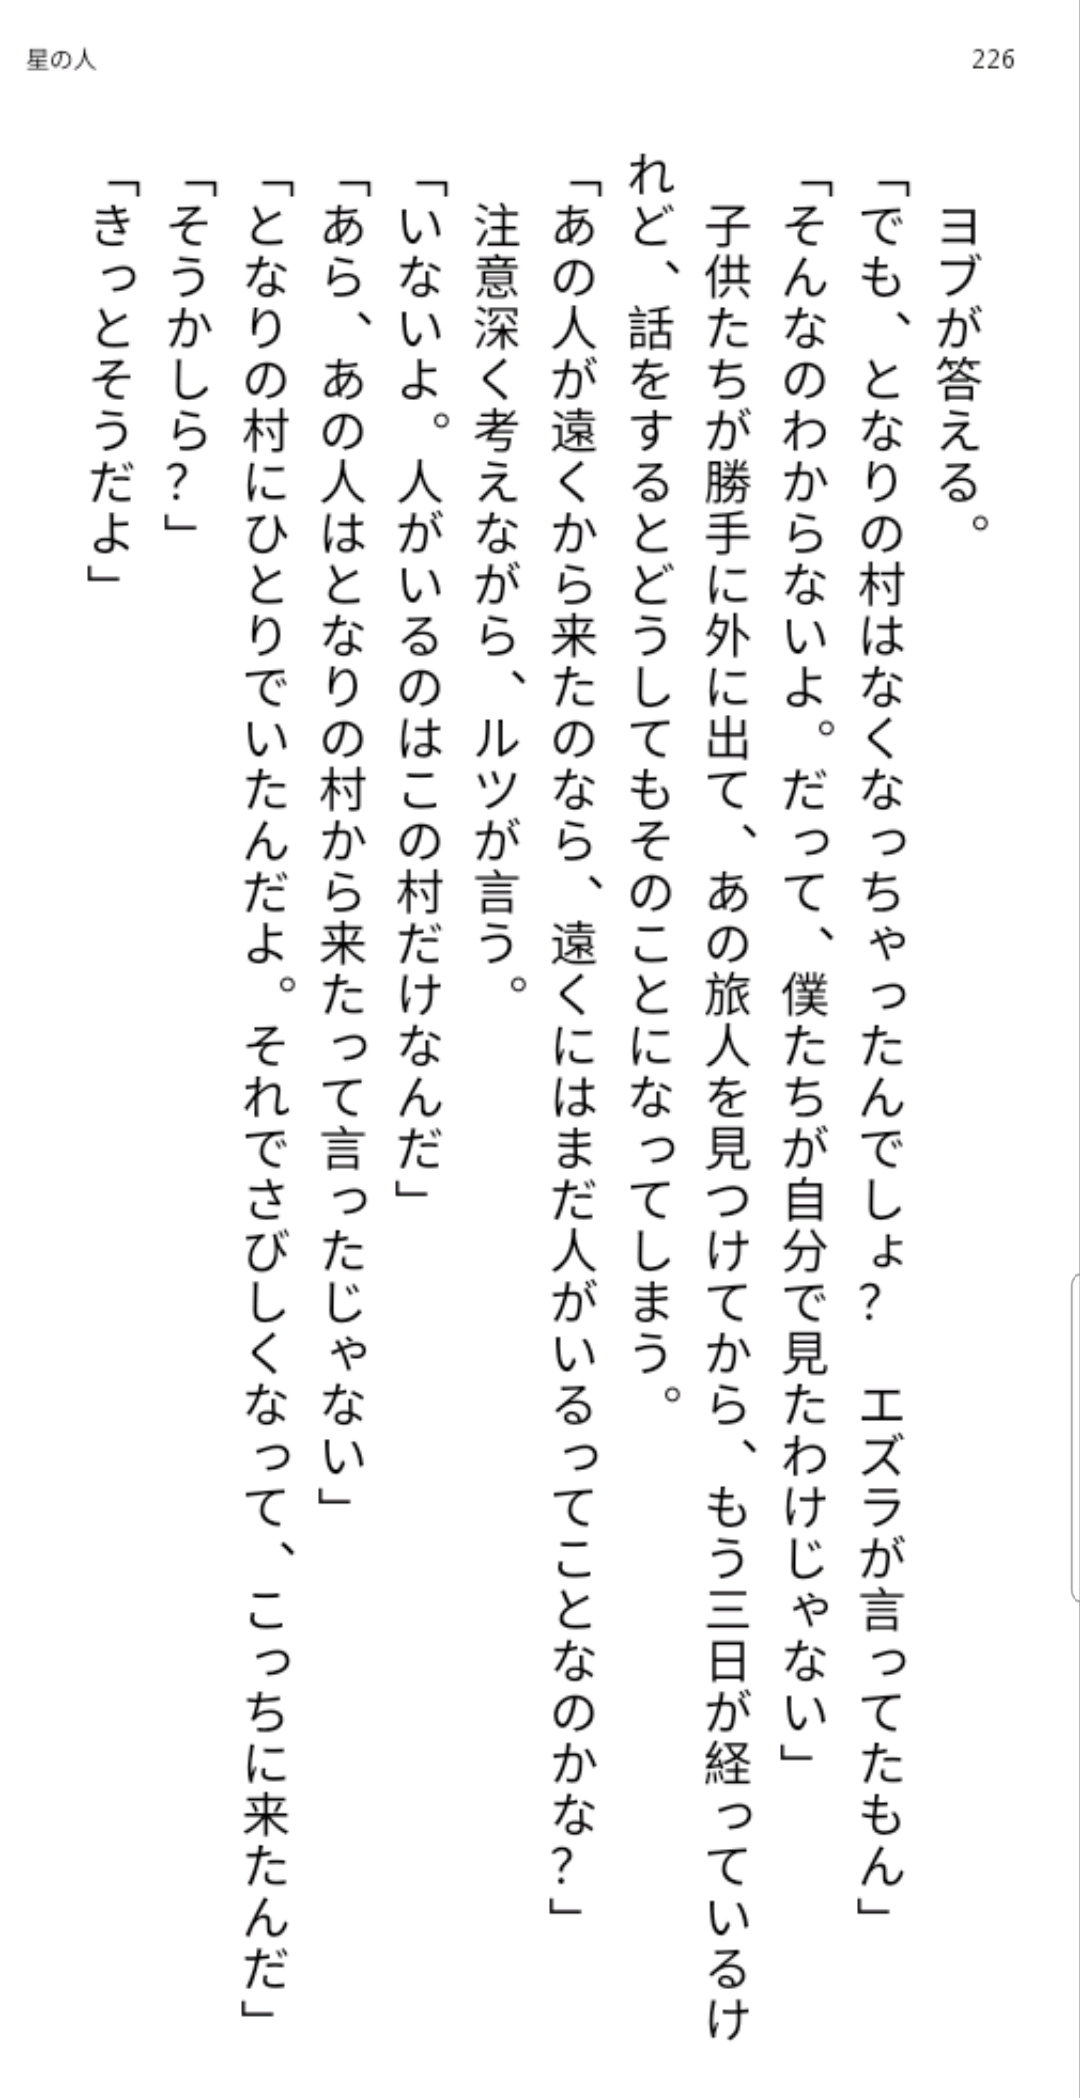 星の人
226
ヨブが答える。
「でも、となりの村はなくなっちゃったんでしょ？　エズラが言ってたもん」
「そんなのわからないよ。だって、僕たちが自分で見たわけじゃない」
子供たちが勝手に外に出て、あの旅人を見つけてから、もう三日が経っているけ
れど、話をするとどうしてもそのことになってしまう。
「あの人が遠くから来たのなら、遠くにはまだ人がいるってことなのかな？」
注意深く考えながら、ルツが言う。
「いないよ。人がいるのはこの村だけなんだ」
「あら、あの人はとなりの村から来たって言ったじゃない」
「となりの村にひとりでいたんだよ。それでさびしくなって、こっちに来たんだ」
「そうかしら？」
「きっとそうだよ」